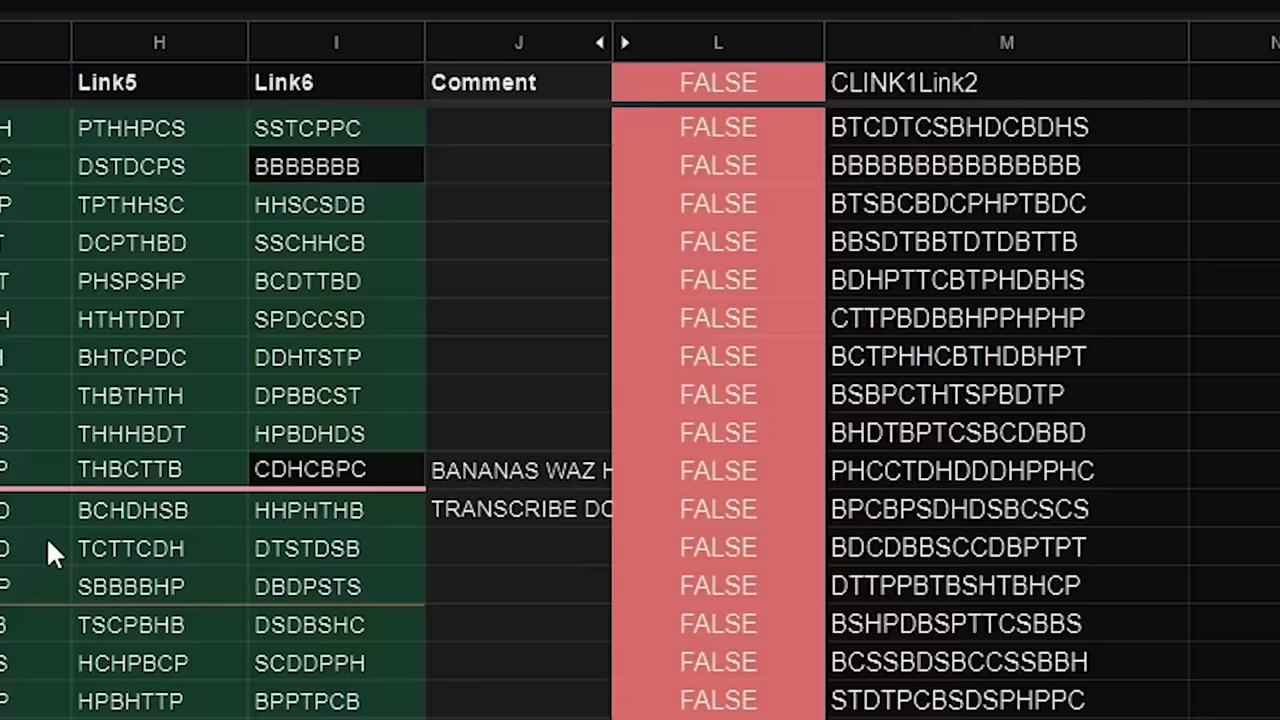 H I J L M N
Link5 Link6 Comment FALSE CLINK1Link2
H PTHHPCS SSTCPPC FALSE BTCDTCSBHDCBDHS
C DSTDCPS BBBBBBB FALSE BBBBBBBBBBBBBBB
P TPTHHSC HHSCSDB FALSE BTSBCBDCPHPTBDC
T DCPTHBD SSCHHCB FALSE BBSDTBBTDTDBTTB
T PHSPSHP BCDTTBD FALSE BDHPTTCBTPHDBHS
H HTHTDDT SPDCCSD FALSE CTTPBDBBHPPHPHP
H BHTCPDC DDHTSTP FALSE BCTPHHCBTHDBHPT
S THBTHTH DPBBCST FALSE BSBPCTHTSPBDTP
S THHHBDT HPBDHDS FALSE BHDTBPTCSBCDBBD
P THBCTTB CDHCBPC BANANAS WAZ H FALSE PHCCTDHDDDHPPHC
D BCHDHSB HHPHTHB TRANSCRIBE DO FALSE BPCBPSDHDSBCSCS
D TCTTCDH DTSTDSB FALSE BDCDBBSCCDBPTPT
P SBBBBHP DBDPSTS FALSE DTTPPBTBSHTBHCP
B TSCPBHB DSDBSHC FALSE BSHPDBSPTTCSBBS
S HCHPBCP SCDDPPH FALSE BCSSBDSBCCSSBBH
P HPBHTTP BPPTPCB FALSE STDTPCBSDSPHPPC